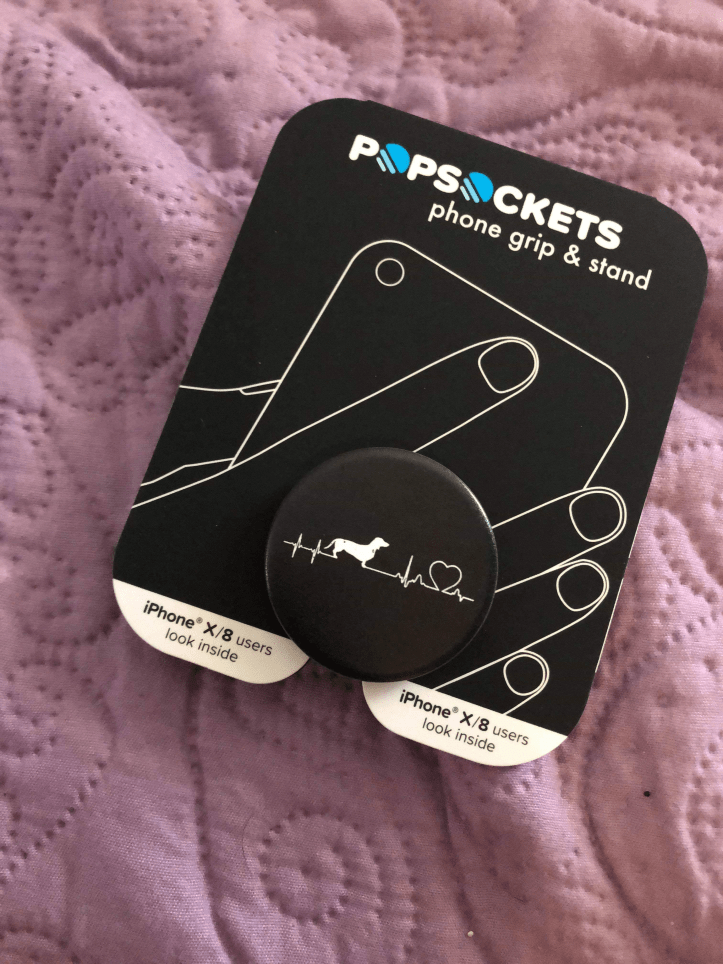 POPSOCKETS
phone grip & stand
iPhone® X/8 users
look inside
iPhone® X/8 users
look inside